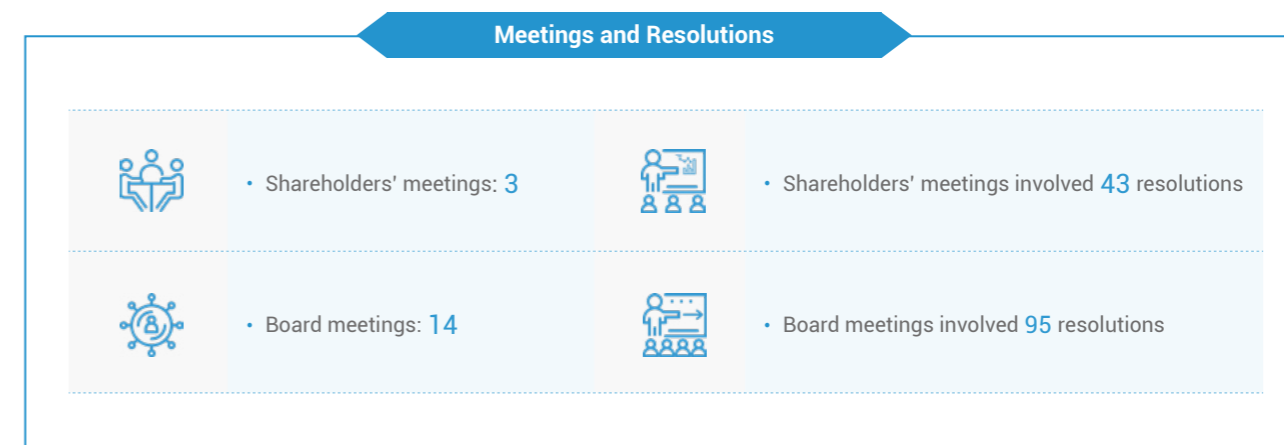 Meetings and Resolutions
• Shareholders' meetings: 3
• Shareholders' meetings involved 43 resolutions
• Board meetings: 14
• Board meetings involved 95 resolutions